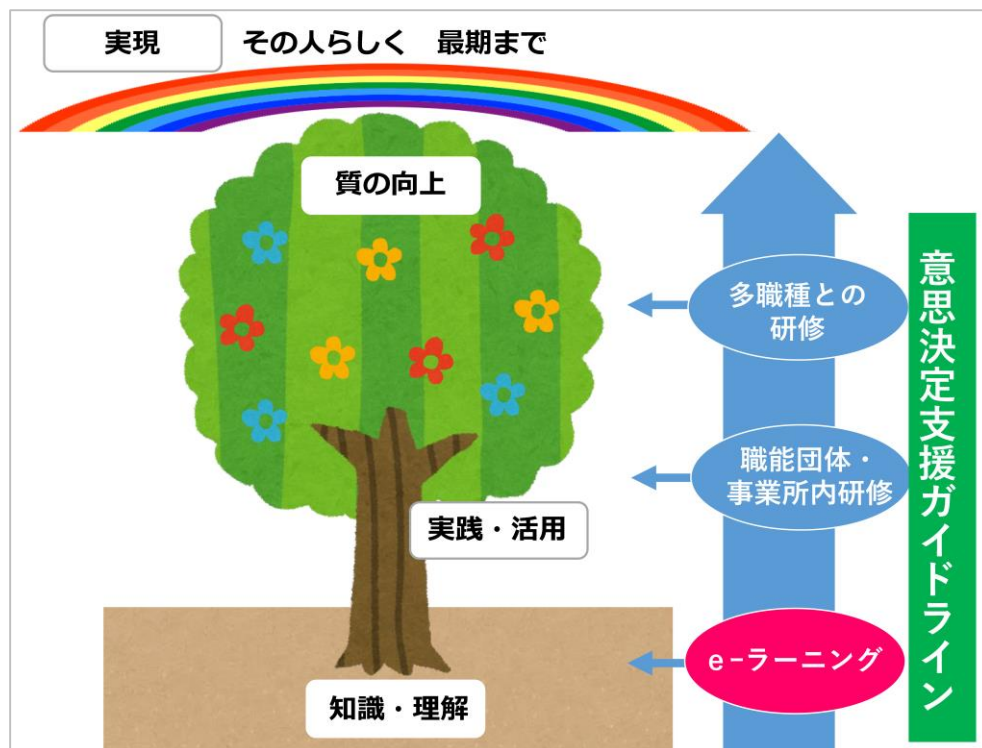 実現 その人らしく 最期まで
質の向上
多職種との
研修
職能団体・
事業所内研修
実践・活用
e-ラーニング
知識・理解
意思決定支援ガイドライン